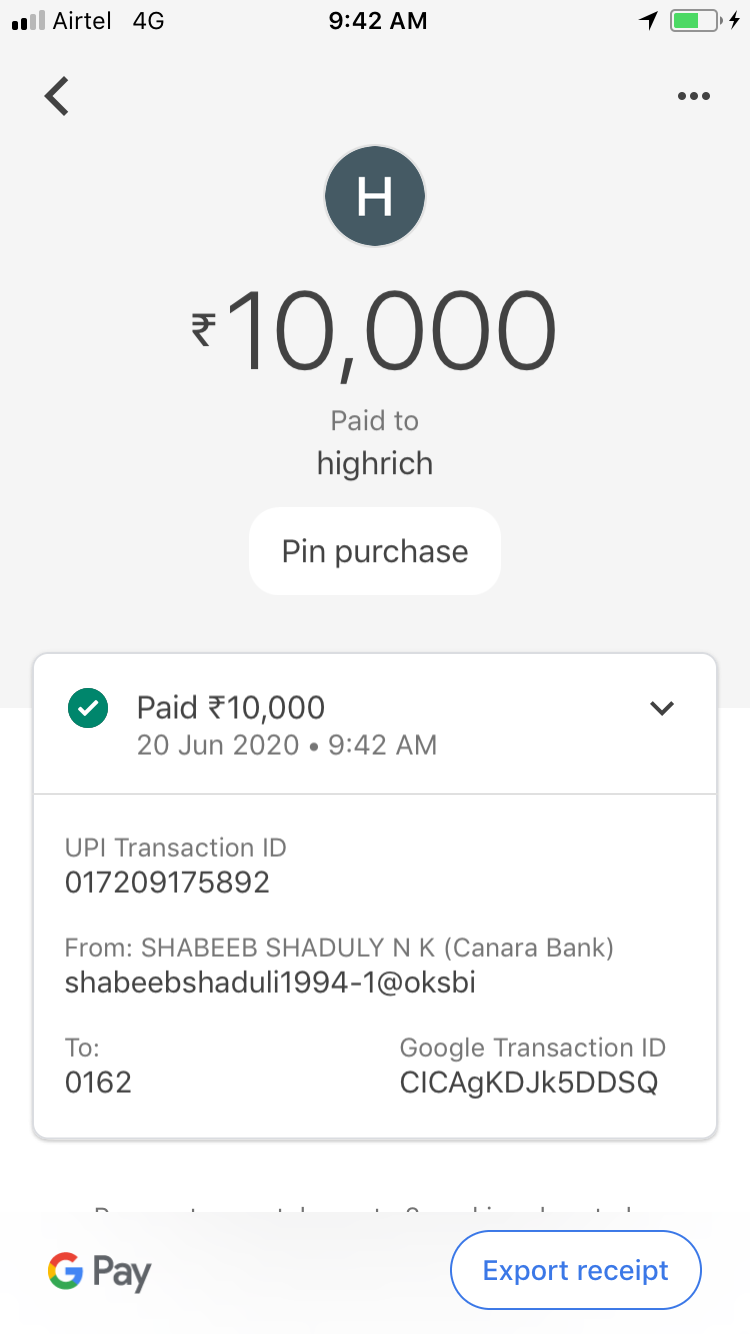 Airtel 4G 9:42 AM
H
₹10,000
Paid to
highrich
Pin purchase
Paid ₹10,000
20 Jun 2020 • 9:42 AM
UPI Transaction ID
017209175892
From: SHABEEB SHADULY N K (Canara Bank)
shabeebshaduli1994-1@oksbi
To: Google Transaction ID
0162 CICAgKDJk5DDSQ
G Pay Export receipt